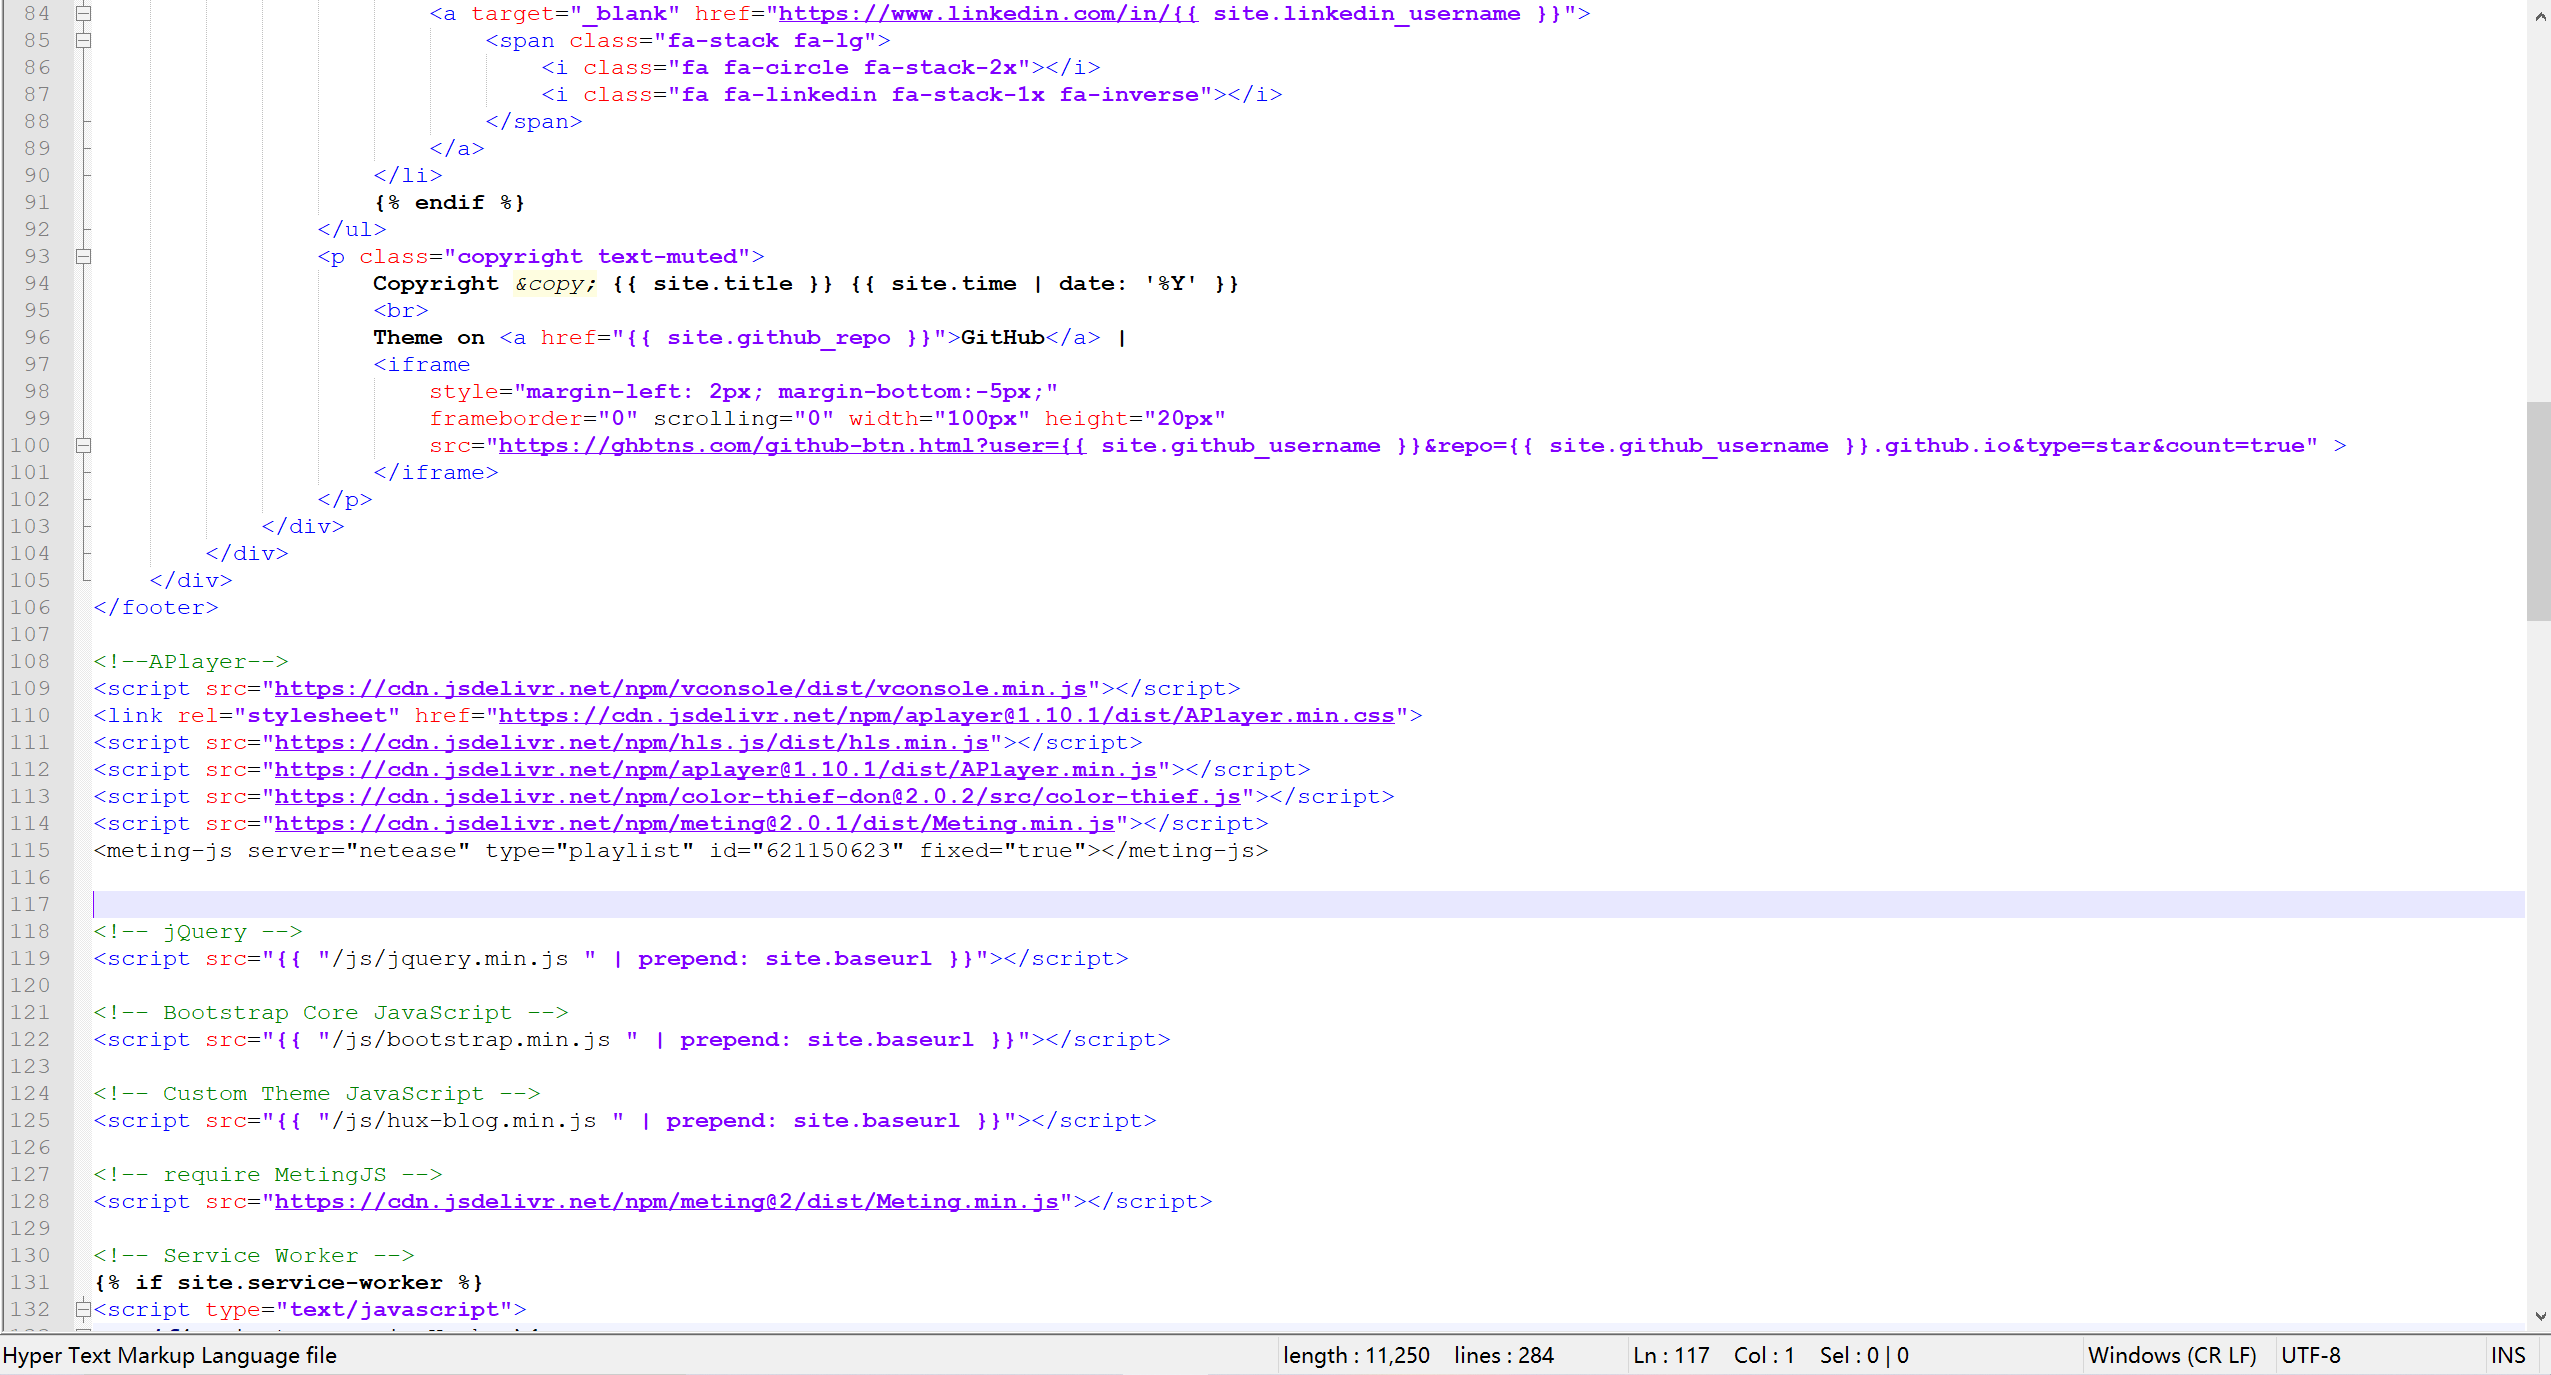 84 <a target="_blank" href="https://www.linkedin.com/in/{{ site.linkedin_username }}">
85 <span class="fa-stack fa-lg">
86 <i class="fa fa-circle fa-stack-2x"></i>
87 <i class="fa fa-linkedin fa-stack-1x fa-inverse"></i>
88 </span>
89 </a>
90 </li>
91 {% endif %}
92 </ul>
93 <p class="copyright text-muted">
94 Copyright &copy; {{ site.title }} {{ site.time | date: '%Y' }}
95 <br>
96 Theme on <a href="{{ site.github_repo }}">GitHub</a> |
97 <iframe
98 style="margin-left: 2px; margin-bottom:-5px;"
99 frameborder="0" scrolling="0" width="100px" height="20px"
100 src="https://ghbtns.com/github-btn.html?user={{ site.github_username }}&repo={{ site.github_username }}.github.io&type=star&count=true" >
101 </iframe>
102 </p>
103 </div>
104 </div>
105 </div>
106 </footer>
107
108 <!--APlayer-->
109 <script src="https://cdn.jsdelivr.net/npm/vconsole/dist/vconsole.min.js"></script>
110 <link rel="stylesheet" href="https://cdn.jsdelivr.net/npm/aplayer@1.10.1/dist/APlayer.min.css">
111 <script src="https://cdn.jsdelivr.net/npm/hls.js/dist/hls.min.js"></script>
112 <script src="https://cdn.jsdelivr.net/npm/aplayer@1.10.1/dist/APlayer.min.js"></script>
113 <script src="https://cdn.jsdelivr.net/npm/color-thief-don@2.0.2/src/color-thief.js"></script>
114 <script src="https://cdn.jsdelivr.net/npm/meting@2.0.1/dist/Meting.min.js"></script>
115 <meting-js server="netease" type="playlist" id="621150623" fixed="true"></meting-js>
116
117
118 <!-- jQuery -->
119 <script src="{{ "/js/jquery.min.js " | prepend: site.baseurl }}"></script>
120
121 <!-- Bootstrap Core JavaScript -->
122 <script src="{{ "/js/bootstrap.min.js " | prepend: site.baseurl }}"></script>
123
124 <!-- Custom Theme JavaScript -->
125 <script src="{{ "/js/hux-blog.min.js " | prepend: site.baseurl }}"></script>
126
127 <!-- require MetingJS -->
128 <script src="https://cdn.jsdelivr.net/npm/meting@2/dist/Meting.min.js"></script>
129
130 <!-- Service Worker -->
131 {% if site.service-worker %}
132 <script type="text/javascript">
Hyper Text Markup Language file length : 11,250 lines : 284 Ln : 117 Col : 1 Sel : 0 | 0 Windows (CR LF) UTF-8 INS